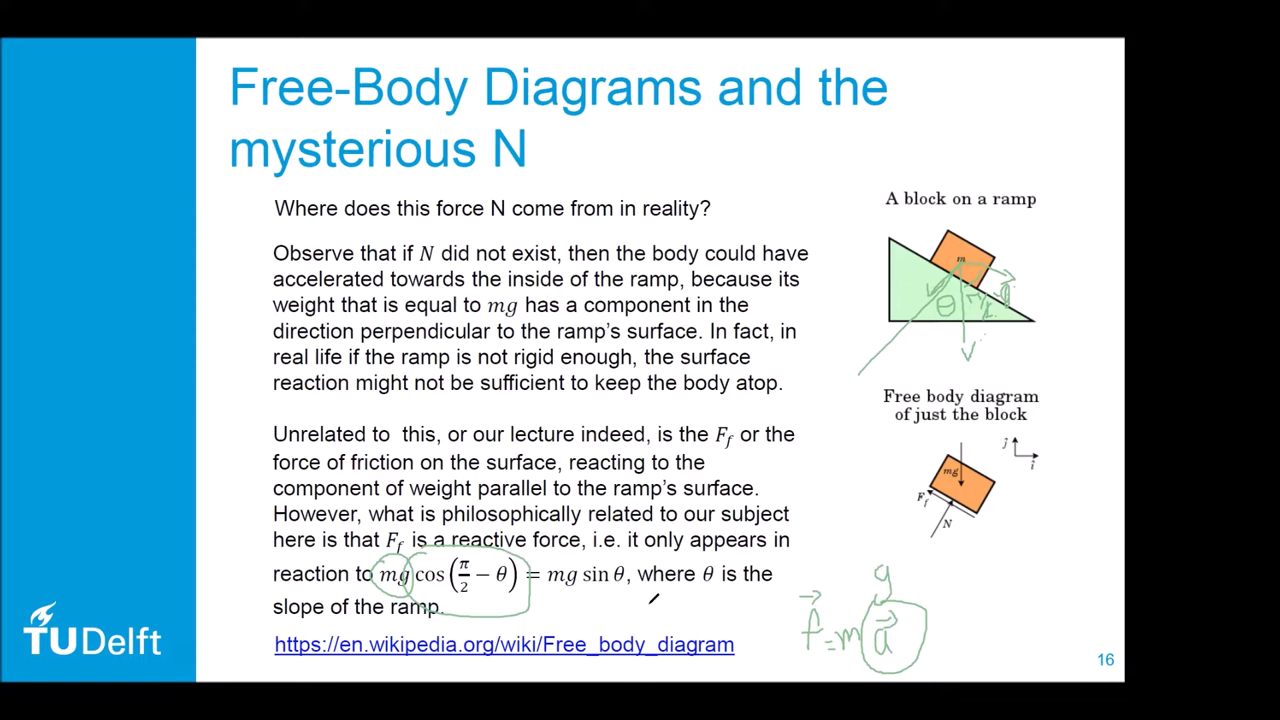 Free-Body Diagrams and the
mysterious N
Where does this force N come from in reality?
Observe that if N did not exist, then the body could have
accelerated towards the inside of the ramp, because its
weight that is equal to mg has a component in the
direction perpendicular to the ramp's surface. In fact, in
real life if the ramp is not rigid enough, the surface
reaction might not be sufficient to keep the body atop.
Unrelated to this, or our lecture indeed, is the F_f or the
force of friction on the surface, reacting to the
component of weight parallel to the ramp's surface.
However, what is philosophically related to our subject
here is that F_f is a reactive force, i.e. it only appears in
reaction to mg cos(π/2 − θ) = mg sin θ, where θ is the
slope of the ramp.
https://en.wikipedia.org/wiki/Free_body_diagram
A block on a ramp
m
θ
π/2-θ
Free body diagram
of just the block
j
i
mg
F_f
N
g
f⃗=m a⃗
TUDelft
16